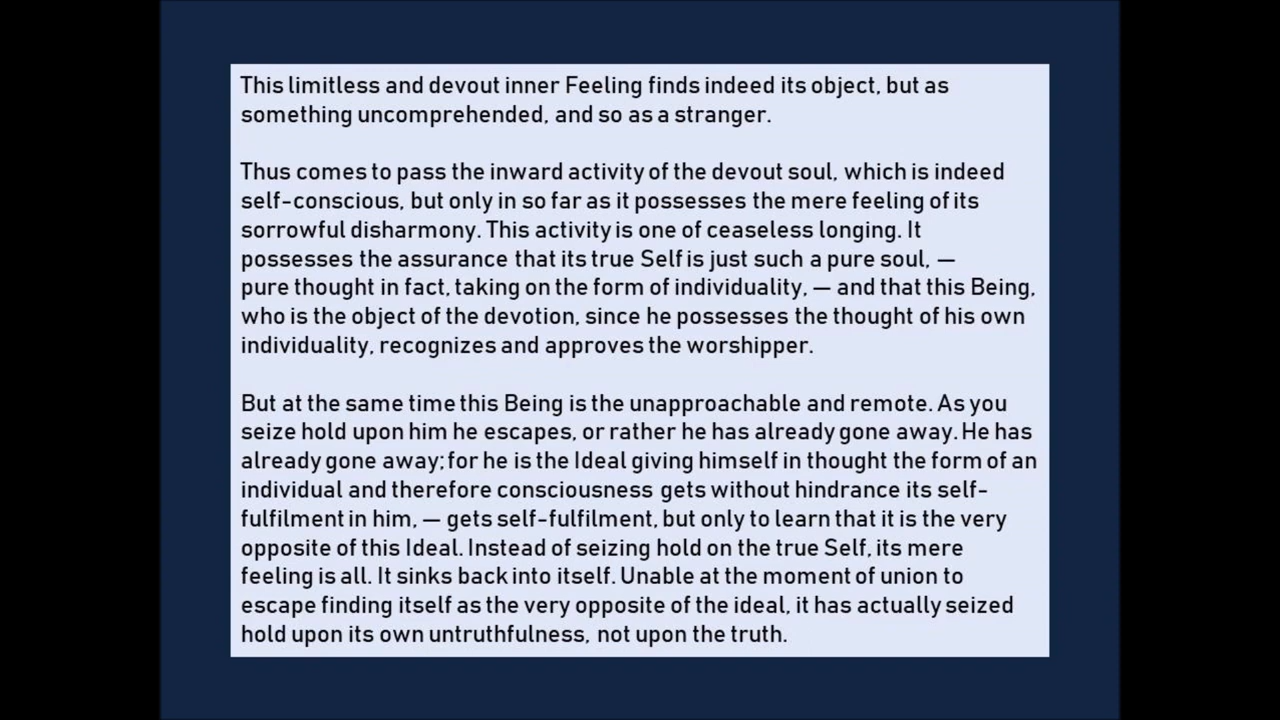 This limitless and devout inner Feeling finds indeed its object, but as
something uncomprehended, and so as a stranger.
Thus comes to pass the inward activity of the devout soul, which is indeed
self-conscious, but only in so far as it possesses the mere feeling of its
sorrowful disharmony. This activity is one of ceaseless longing. It
possesses the assurance that its true Self is just such a pure soul, —
pure thought in fact, taking on the form of individuality, — and that this Being,
who is the object of the devotion, since he possesses the thought of his own
individuality, recognizes and approves the worshipper.
But at the same time this Being is the unapproachable and remote. As you
seize hold upon him he escapes, or rather he has already gone away. He has
already gone away; for he is the Ideal giving himself in thought the form of an
individual and therefore consciousness gets without hindrance its self-
fulfilment in him, — gets self-fulfilment, but only to learn that it is the very
opposite of this Ideal. Instead of seizing hold on the true Self, its mere
feeling is all. It sinks back into itself. Unable at the moment of union to
escape finding itself as the very opposite of the ideal, it has actually seized
hold upon its own untruthfulness, not upon the truth.